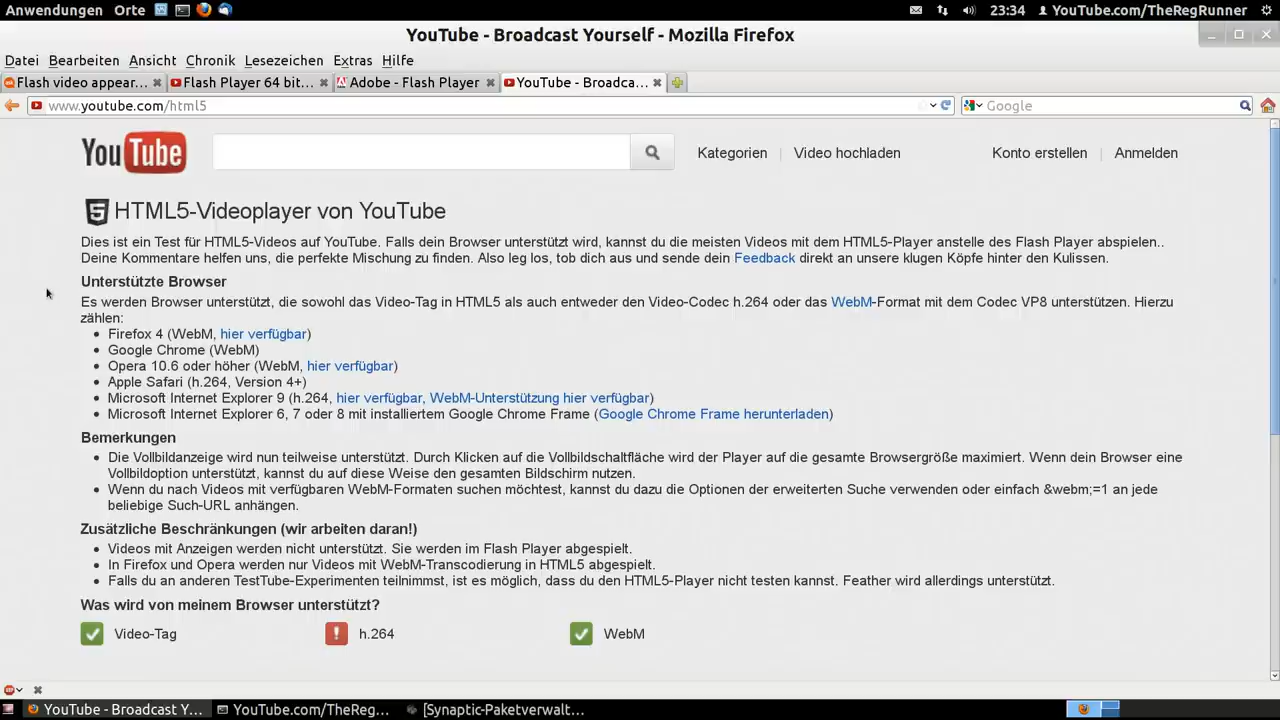 Anwendungen Orte 23:34 YouTube.com/TheRegRunner
YouTube - Broadcast Yourself - Mozilla Firefox
Datei Bearbeiten Ansicht Chronik Lesezeichen Extras Hilfe
Flash video appear... Flash Player 64 bit... Adobe - Flash Player YouTube - Broadca...
www.youtube.com/html5 Google
YouTube Kategorien Video hochladen Konto erstellen Anmelden
HTML5-Videoplayer von YouTube
Dies ist ein Test für HTML5-Videos auf YouTube. Falls dein Browser unterstützt wird, kannst du die meisten Videos mit dem HTML5-Player anstelle des Flash Player abspielen..
Deine Kommentare helfen uns, die perfekte Mischung zu finden. Also leg los, tob dich aus und sende dein Feedback direkt an unsere klugen Köpfe hinter den Kulissen.
Unterstützte Browser
Es werden Browser unterstützt, die sowohl das Video-Tag in HTML5 als auch entweder den Video-Codec h.264 oder das WebM-Format mit dem Codec VP8 unterstützen. Hierzu
zählen:
• Firefox 4 (WebM, hier verfügbar)
• Google Chrome (WebM)
• Opera 10.6 oder höher (WebM, hier verfügbar)
• Apple Safari (h.264, Version 4+)
• Microsoft Internet Explorer 9 (h.264, hier verfügbar, WebM-Unterstützung hier verfügbar)
• Microsoft Internet Explorer 6, 7 oder 8 mit installiertem Google Chrome Frame (Google Chrome Frame herunterladen)
Bemerkungen
• Die Vollbildanzeige wird nun teilweise unterstützt. Durch Klicken auf die Vollbildschaltfläche wird der Player auf die gesamte Browsergröße maximiert. Wenn dein Browser eine
Vollbildoption unterstützt, kannst du auf diese Weise den gesamten Bildschirm nutzen.
• Wenn du nach Videos mit verfügbaren WebM-Formaten suchen möchtest, kannst du dazu die Optionen der erweiterten Suche verwenden oder einfach &webm;=1 an jede
beliebige Such-URL anhängen.
Zusätzliche Beschränkungen (wir arbeiten daran!)
• Videos mit Anzeigen werden nicht unterstützt. Sie werden im Flash Player abgespielt.
• In Firefox und Opera werden nur Videos mit WebM-Transcodierung in HTML5 abgespielt.
• Falls du an anderen TestTube-Experimenten teilnimmst, ist es möglich, dass du den HTML5-Player nicht testen kannst. Feather wird allerdings unterstützt.
Was wird von meinem Browser unterstützt?
Video-Tag h.264 WebM
YouTube - Broadcast Y... YouTube.com/TheReg... [Synaptic-Paketverwalt...